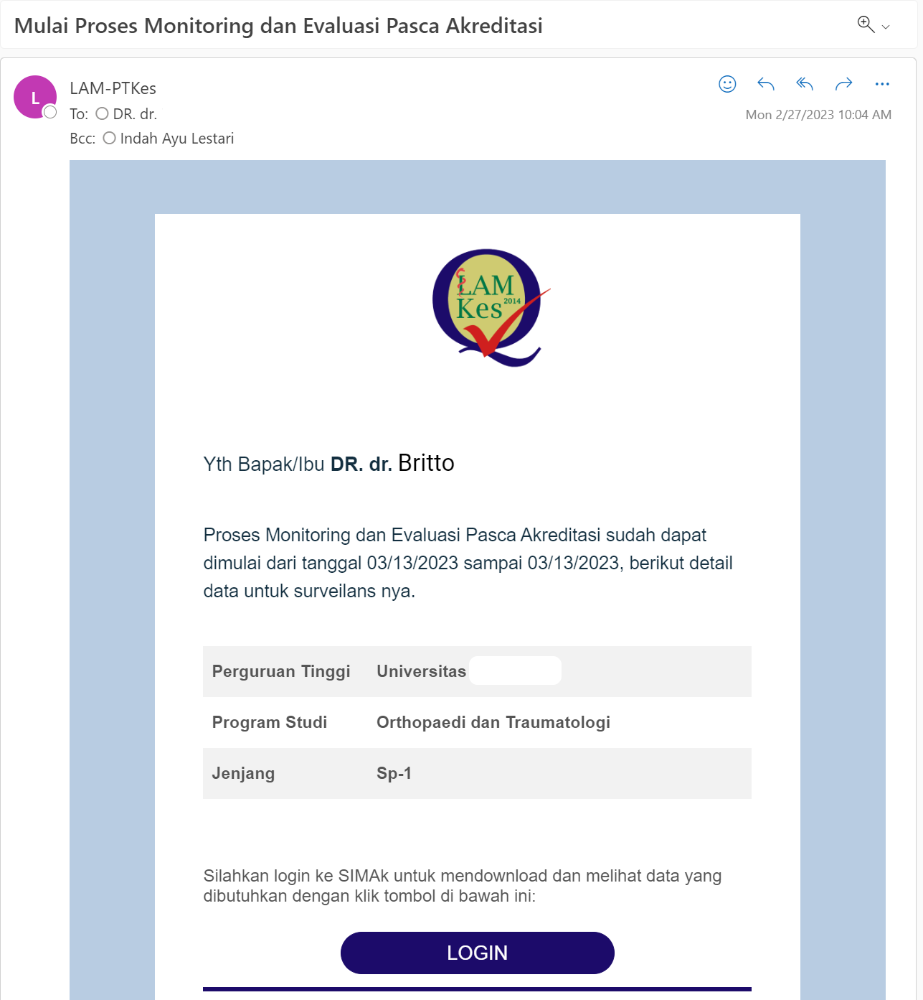 Mulai Proses Monitoring dan Evaluasi Pasca Akreditasi
L
LAM-PTKes
To: DR. dr.
Mon 2/27/2023 10:04 AM
Bcc: Indah Ayu Lestari
LAM
Kes 2014
Yth Bapak/Ibu DR. dr. Britto
Proses Monitoring dan Evaluasi Pasca Akreditasi sudah dapat
dimulai dari tanggal 03/13/2023 sampai 03/13/2023, berikut detail
data untuk surveilans nya.
Perguruan Tinggi Universitas
Program Studi Orthopaedi dan Traumatologi
Jenjang Sp-1
Silahkan login ke SIMAk untuk mendownload dan melihat data yang
dibutuhkan dengan klik tombol di bawah ini:
LOGIN